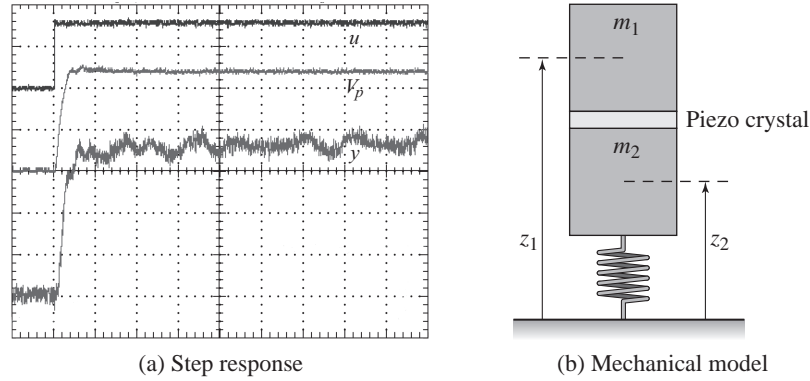 u
V_p
y
(a) Step response
m_1
Piezo crystal
m_2
z_1
z_2
(b) Mechanical model